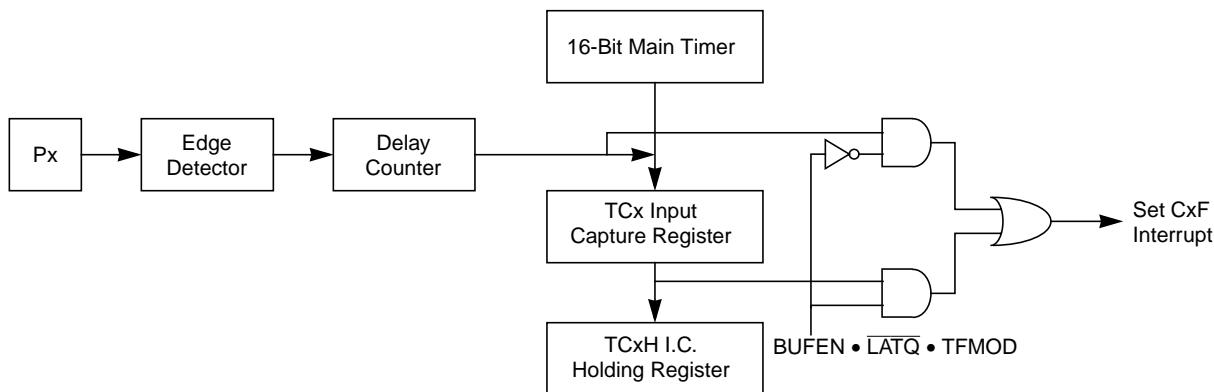 16-Bit Main Timer
Px
Edge
Detector
Delay
Counter
TCx Input
Capture Register
Set CxF
Interrupt
TCxH I.C.
Holding Register
BUFEN • L̅A̅T̅Q̅ • TFMOD